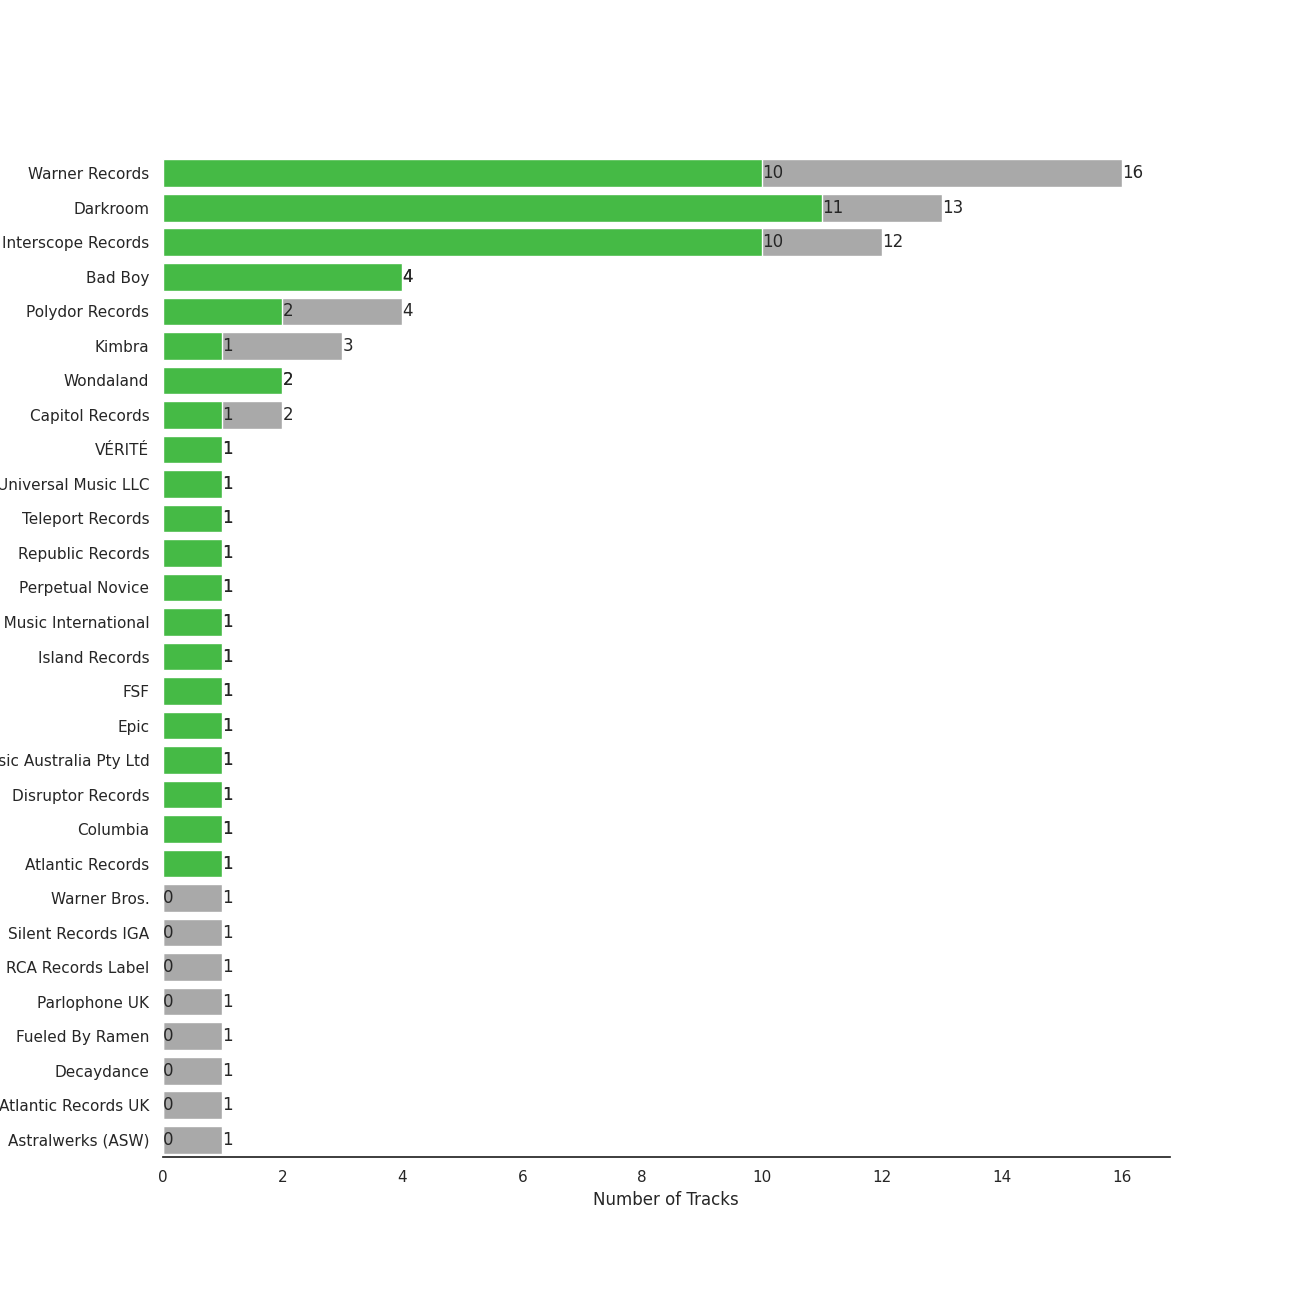 Warner Records 10 16
Darkroom 11 13
Interscope Records 10 12
Bad Boy 4
Polydor Records 2 4
Kimbra 1 3
Wondaland 2
Capitol Records 1 2
VÉRITÉ 1
Universal Music LLC 1
Teleport Records 1
Republic Records 1
Perpetual Novice 1
Music International 1
Island Records 1
FSF 1
Epic 1
Australia Pty Ltd 1
Disruptor Records 1
Columbia 1
Atlantic Records 1
Warner Bros. 0 1
Silent Records IGA 0 1
RCA Records Label 0 1
Parlophone UK 0 1
Fueled By Ramen 0 1
Decaydance 0 1
Atlantic Records UK 0 1
Astralwerks (ASW) 0 1
0 2 4 6 8 10 12 14 16
Number of Tracks